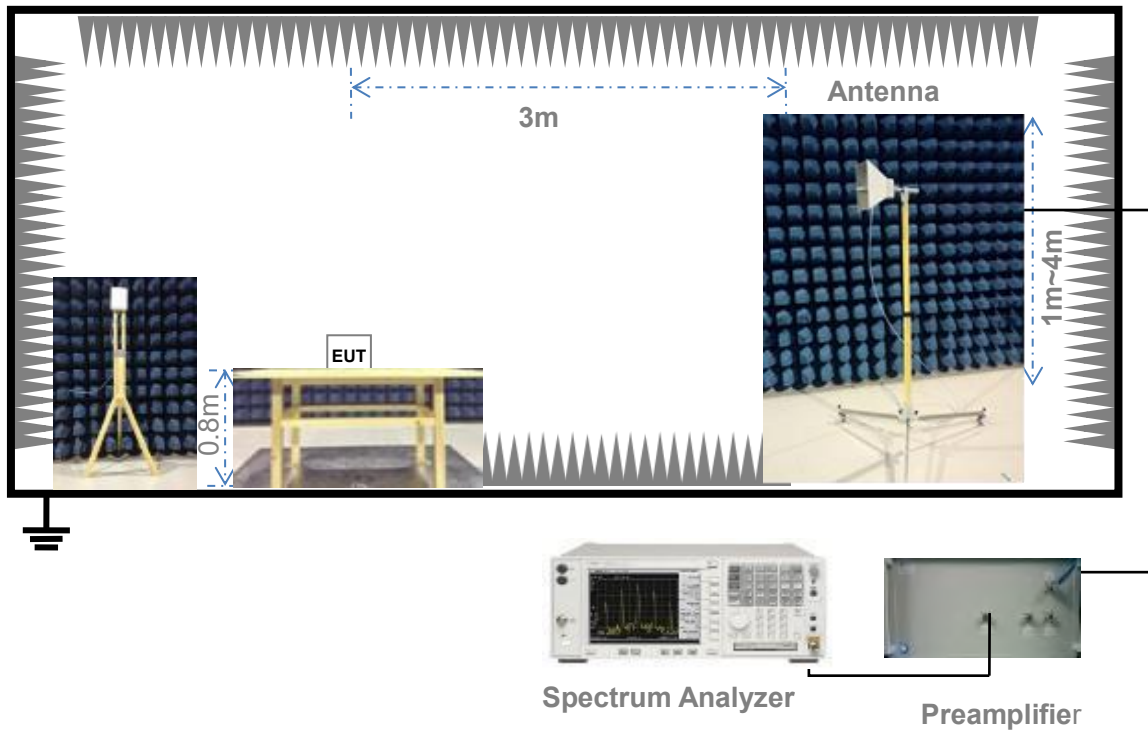 Antenna
3m
1m~4m
EUT
0.8m
Spectrum Analyzer
Preamplifier